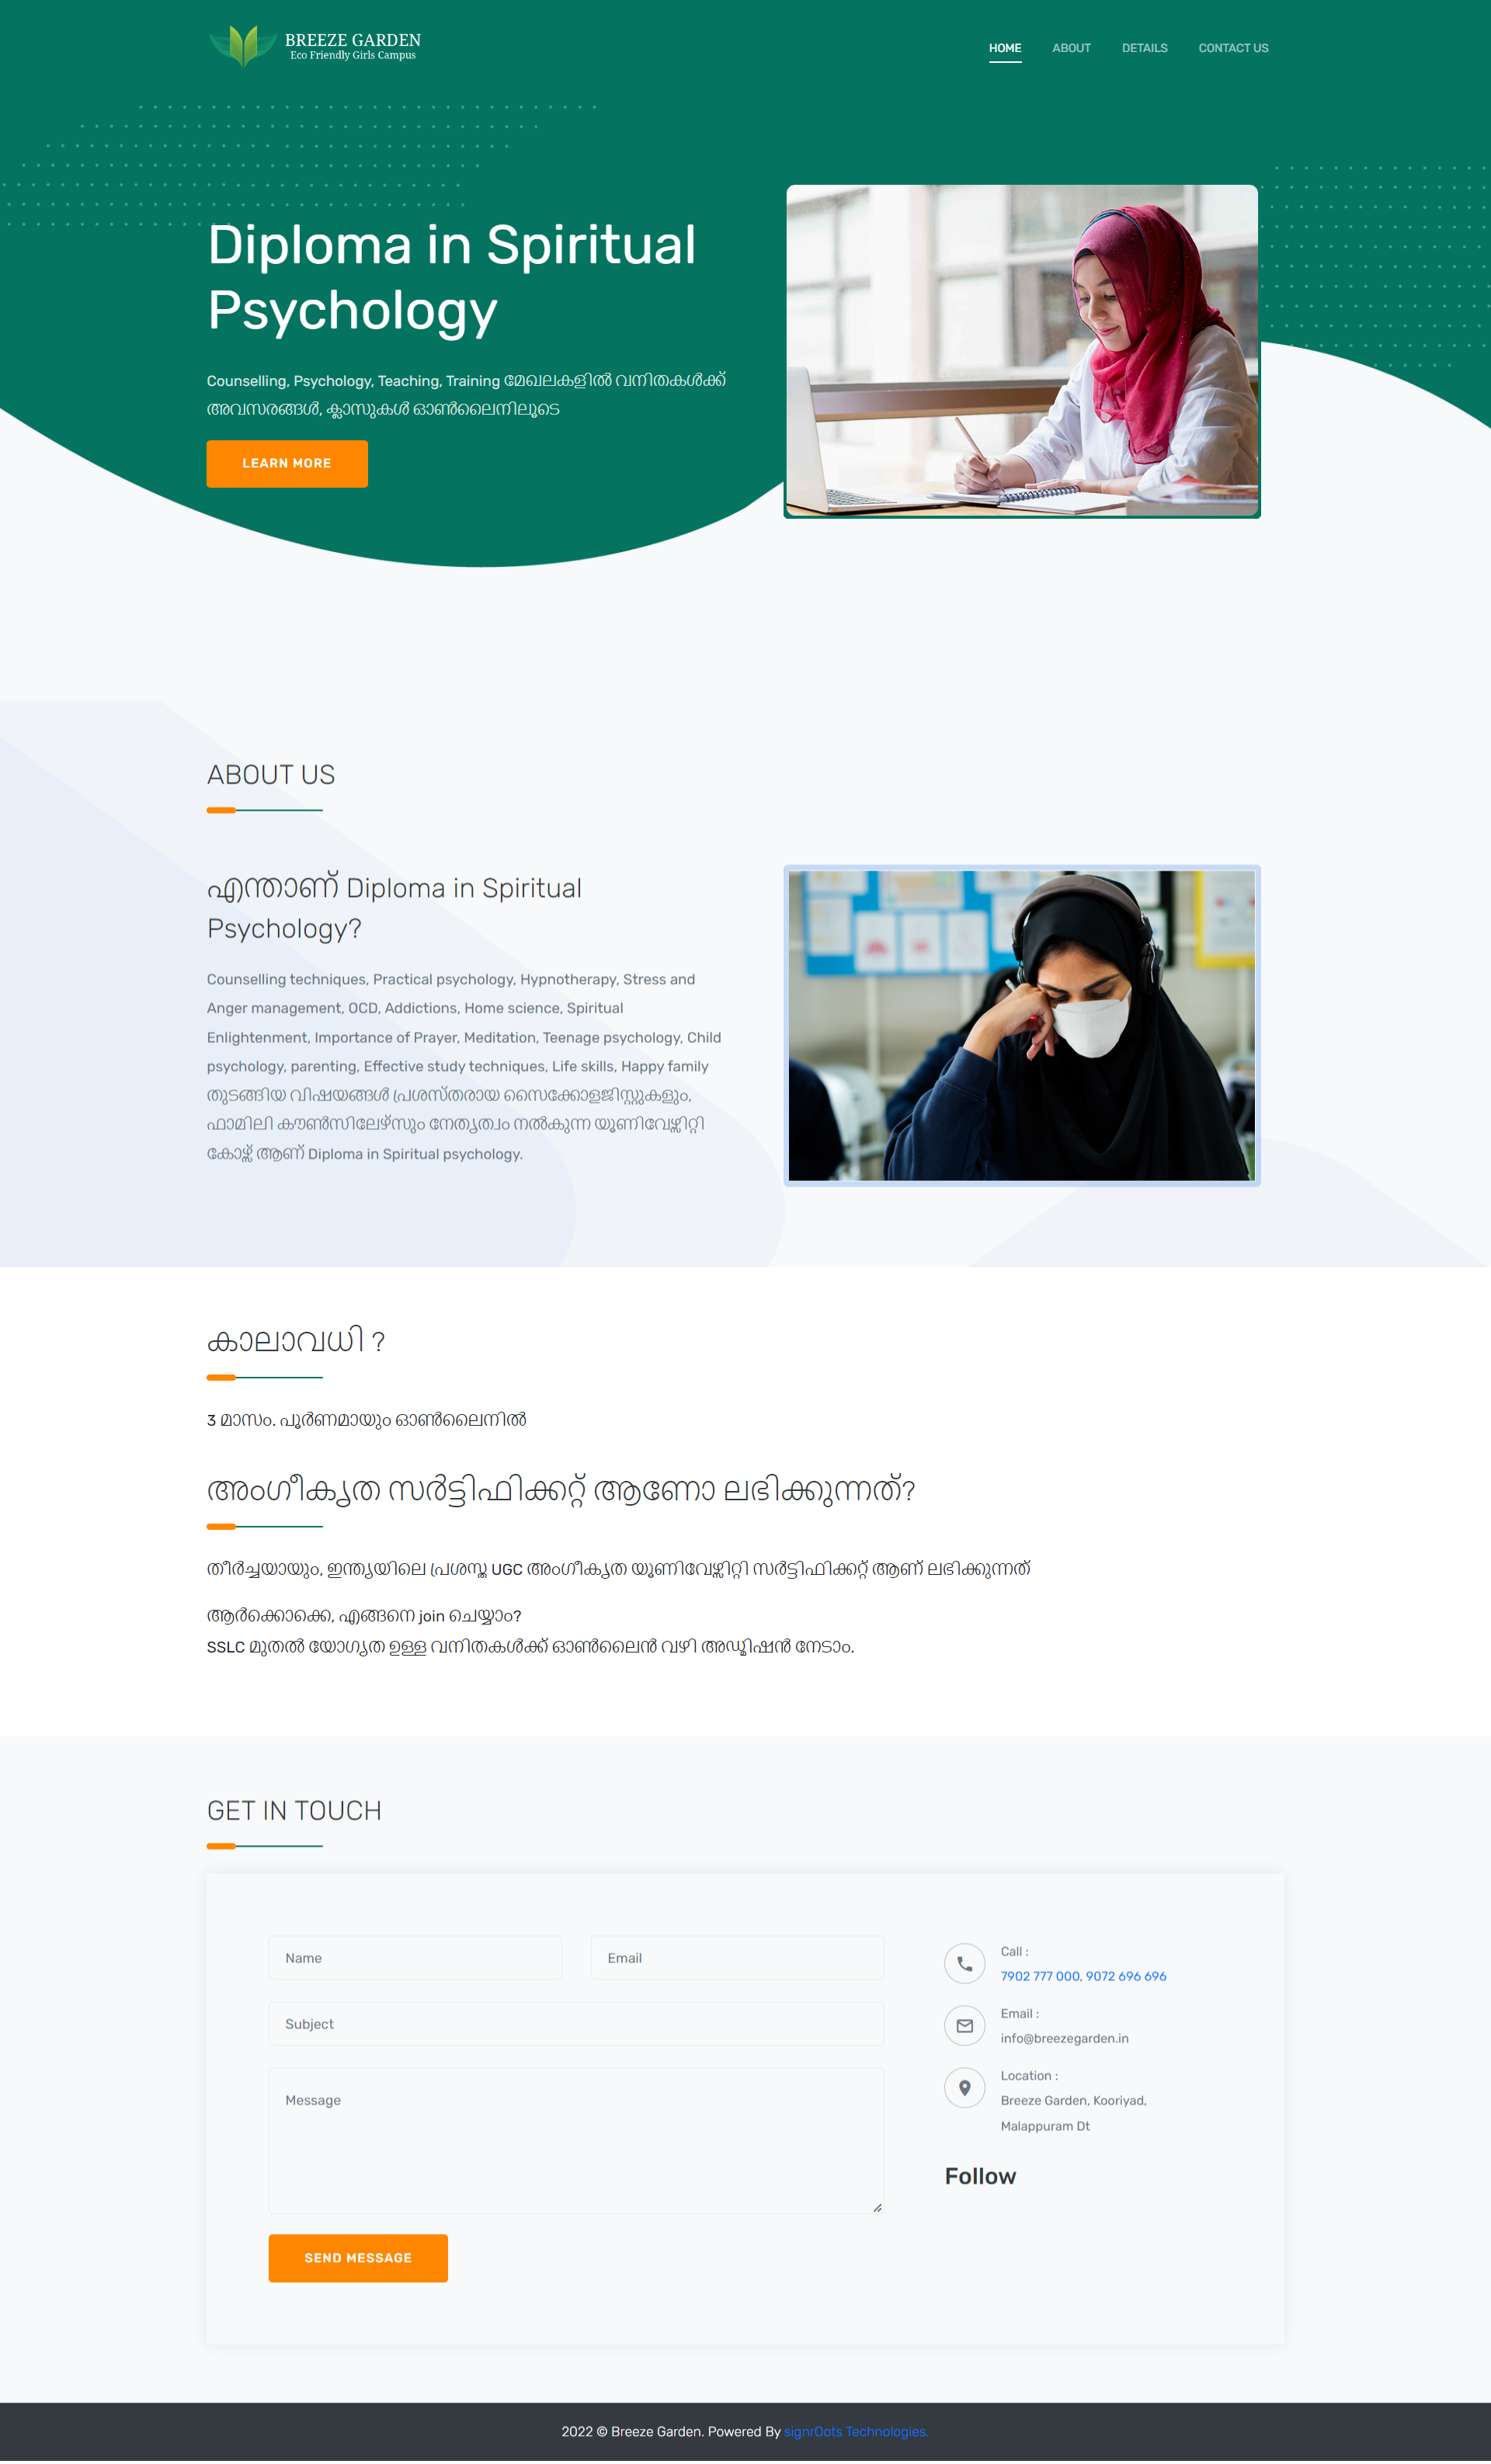 BREEZE GARDEN
Eco Friendly Girls Campus
HOME ABOUT DETAILS CONTACT US
Diploma in Spiritual
Psychology
Counselling, Psychology, Teaching, Training മേഖലകളിൽ വനിതകൾക്ക്
അവസരങ്ങൾ, ക്ലാസുകൾ ഓൺലൈനിലൂടെ
LEARN MORE
ABOUT US
എന്താണ് Diploma in Spiritual
Psychology?
Counselling techniques, Practical psychology, Hypnotherapy, Stress and
Anger management, OCD, Addictions, Home science, Spiritual
Enlightenment, Importance of Prayer, Meditation, Teenage psychology, Child
psychology, parenting, Effective study techniques, Life skills, Happy family
തുടങ്ങിയ വിഷയങ്ങൾ പ്രശസ്തരായ സൈക്കോളജിസ്റ്റുകളും,
ഫാമിലി കൗൺസിലേഴ്സും നേതൃത്വം നൽകുന്ന യൂണിവേഴ്സിറ്റി
കോഴ്സ് ആണ് Diploma in Spiritual psychology.
കാലാവധി ?
3 മാസം. പൂർണമായും ഓൺലൈനിൽ
അംഗീകൃത സർട്ടിഫിക്കറ്റ് ആണോ ലഭിക്കുന്നത്?
തീർച്ചയായും, ഇന്ത്യയിലെ പ്രശസ്ത UGC അംഗീകൃത യൂണിവേഴ്സിറ്റി സർട്ടിഫിക്കറ്റ് ആണ് ലഭിക്കുന്നത്
ആർക്കൊക്കെ, എങ്ങനെ join ചെയ്യാം?
SSLC മുതൽ യോഗ്യത ഉള്ള വനിതകൾക്ക് ഓൺലൈൻ വഴി അഡ്മിഷൻ നേടാം.
GET IN TOUCH
Name
Email
Subject
Message
SEND MESSAGE
Call :
7902 777 000, 9072 696 696
Email :
info@breezegarden.in
Location :
Breeze Garden, Kooriyad,
Malappuram Dt
Follow
2022 © Breeze Garden. Powered By signrOots Technologies.